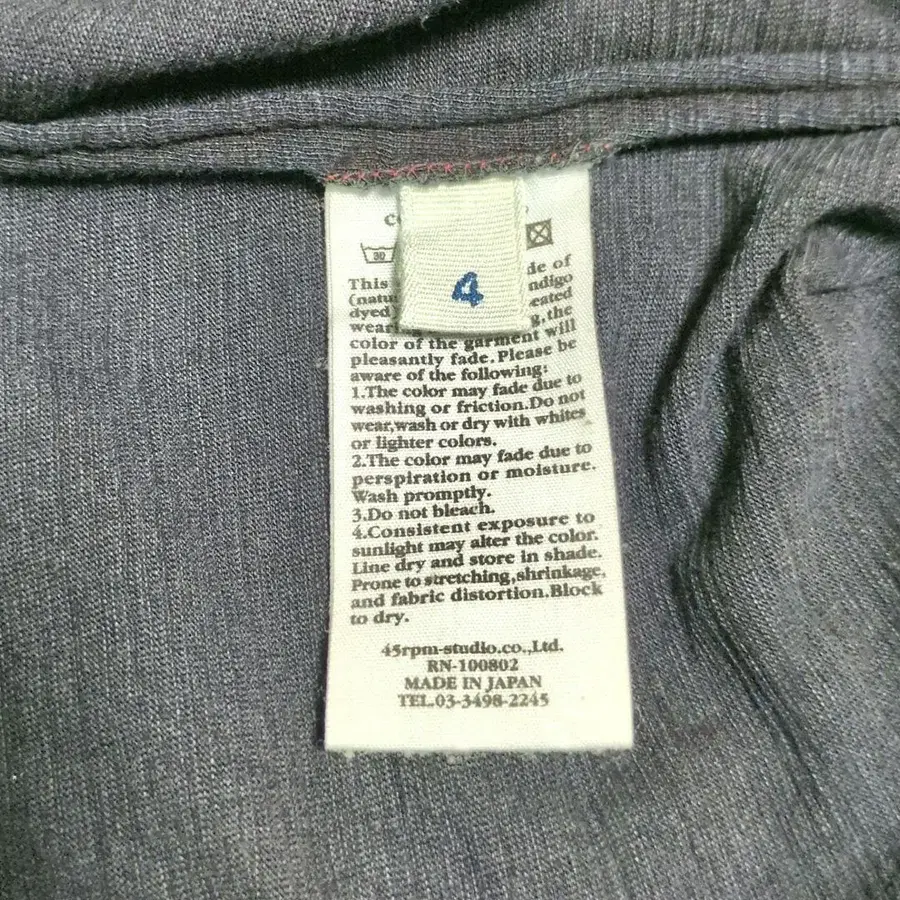 4
30
This de of
ndigo
dyed) eated
g,the
color of the garment will
pleasantly fade.Please be
aware of the following:
1.The color may fade due to
washing or friction.Do not
wear,wash or dry with whites
or lighter colors.
2.The color may fade due to
perspiration or moisture.
Wash promptly.
3.Do not bleach.
4.Consistent exposure to
sunlight may alter the color.
Line dry and store in shade.
Prone to stretching,shrinkage,
and fabric distortion.Block
to dry.
45rpm-studio.co.,Ltd.
RN-100802
MADE IN JAPAN
TEL.03-3498-2245